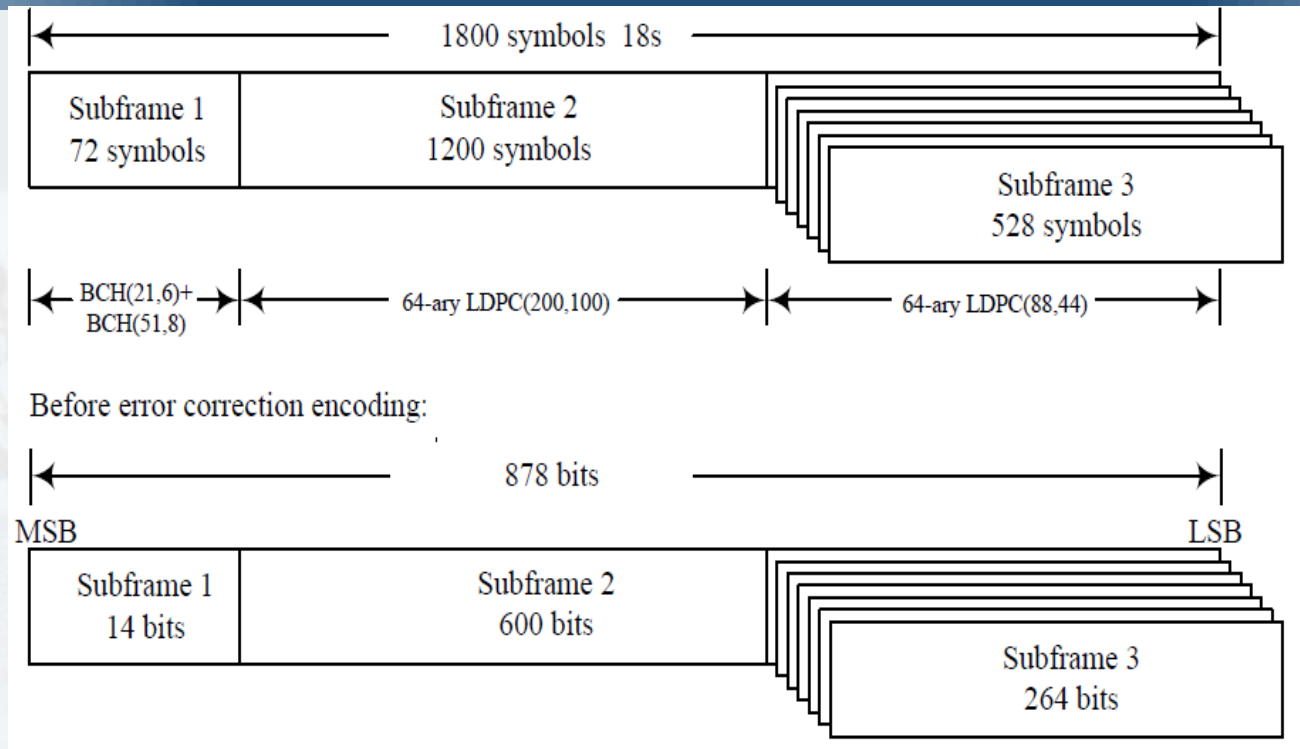 1800 symbols 18s
Subframe 1
72 symbols
Subframe 2
1200 symbols
Subframe 3
528 symbols
BCH(21,6)+
BCH(51,8)
64-ary LDPC(200,100)
64-ary LDPC(88,44)
Before error correction encoding:
878 bits
MSB
LSB
Subframe 1
14 bits
Subframe 2
600 bits
Subframe 3
264 bits